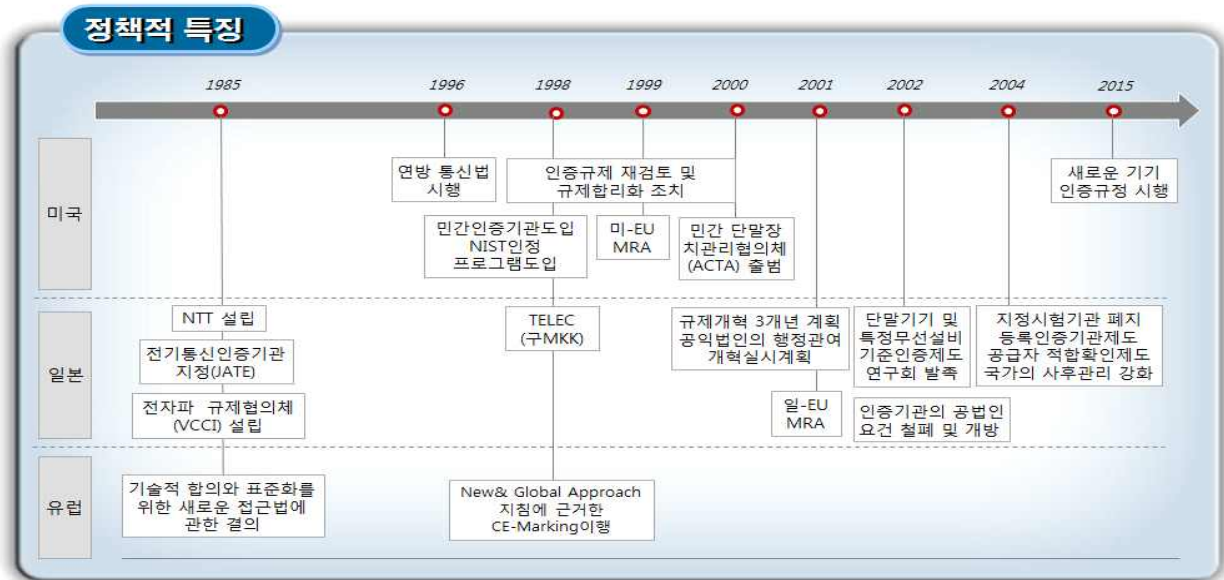 정책적 특징
1985
1996
1998
1999
2000
2001
2002
2004
2015
미국
연방 통신법
시행
인증규제 재검토 및
규제합리화 조치
새로운 기기
인증규정 시행
민간인증기관도입
NIST인정
프로그램도입
미-EU
MRA
민간 단말장
치관리협의체
(ACTA) 출범
일본
NTT 설립
전기통신인증기관
지정(JATE)
전자파 규제협의체
(VCCI) 설립
TELEC
(구MKK)
규제개혁 3개년 계획
공익법인의 행정관여
개혁실시계획
일-EU
MRA
단말기기 및
특정무선설비
기준인증제도
연구회 발족
인증기관의 공법인
요건 철폐 및 개방
지정시험기관 폐지
등록인증기관제도
공급자 적합확인제도
국가의 사후관리 강화
유럽
기술적 합의와 표준화를
위한 새로운 접근법에
관한 결의
New& Global Approach
지침에 근거한
CE-Marking이행